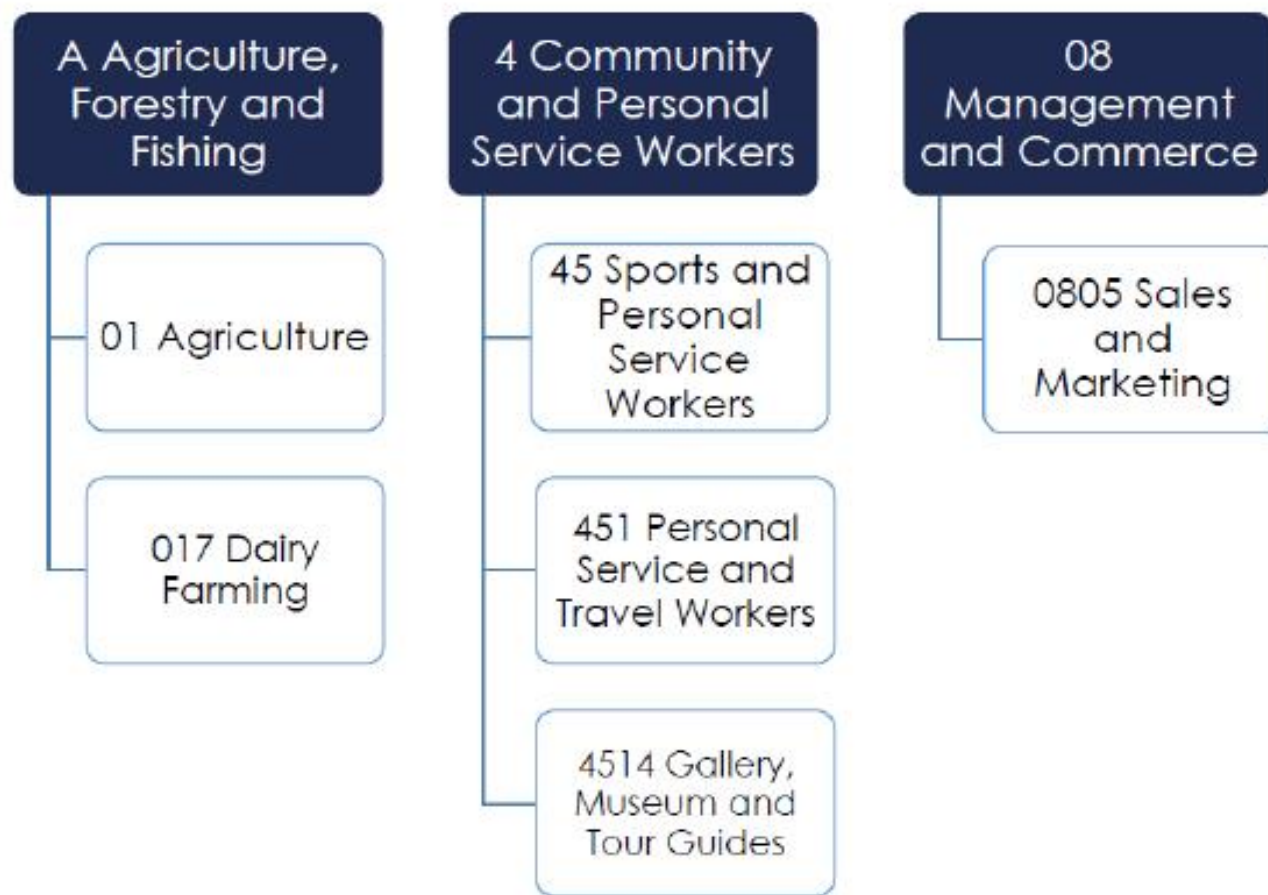 A Agriculture,
Forestry and
Fishing
01 Agriculture
017 Dairy
Farming
4 Community
and Personal
Service Workers
45 Sports and
Personal
Service
Workers
451 Personal
Service and
Travel Workers
4514 Gallery,
Museum and
Tour Guides
08
Management
and Commerce
0805 Sales
and
Marketing